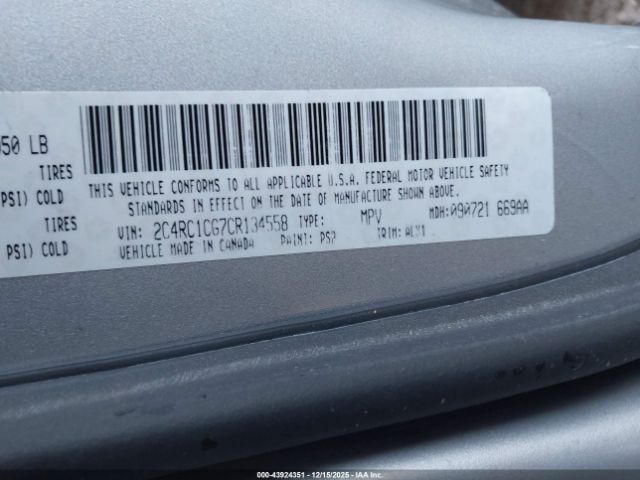 050 LB
TIRES
PSI) COLD
TIRES
PSI) COLD
THIS VEHICLE CONFORMS TO ALL APPLICABLE U.S.A. FEDERAL MOTOR VEHICLE SAFETY
STANDARDS IN EFFECT ON THE DATE OF MANUFACTURE SHOWN ABOVE.
VIN: 2C4RC1CG7CR134558 TYPE: MPV MDH:090721 669AA
VEHICLE MADE IN CANADA PAINT: PS2 TRIM: ALX1
000-43924351 - 12/15/2025 - IAA Inc.